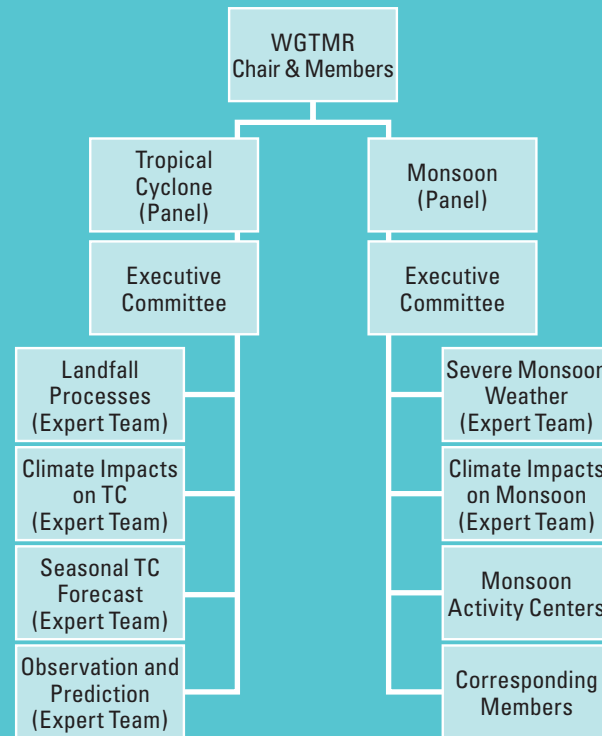 WGTMR
Chair & Members
Tropical
Cyclone
(Panel)
Monsoon
(Panel)
Executive
Committee
Executive
Committee
Landfall
Processes
(Expert Team)
Severe Monsoon
Weather
(Expert Team)
Climate Impacts
on TC
(Expert Team)
Climate Impacts
on Monsoon
(Expert Team)
Seasonal TC
Forecast
(Expert Team)
Monsoon
Activity Centers
Observation and
Prediction
(Expert Team)
Corresponding
Members